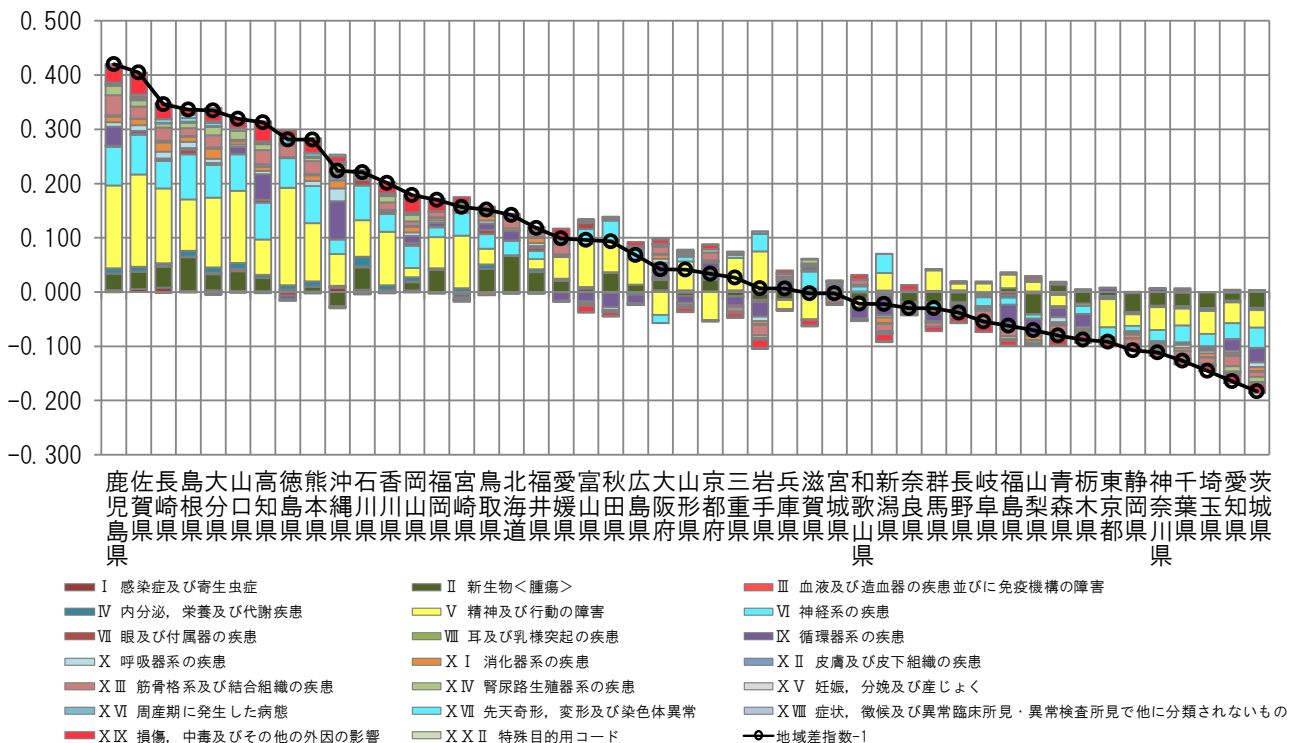 0.500
0.400
0.300
0.200
0.100
0.000
-0.100
-0.200
-0.300
鹿児島県
佐賀県
長崎県
島根県
大分県
山口県
高知県
徳島県
熊本県
沖縄県
石川県
香川県
岡山県
福岡県
宮崎県
鳥取県
北海道
福井県
愛媛県
富山県
秋田県
広島県
大阪府
山形県
京都府
三重県
岩手県
兵庫県
滋賀県
宮城県
和歌山県
新潟県
奈良県
群馬県
長野県
岐阜県
福島県
山梨県
青森県
栃木県
東京都
静岡県
神奈川県
千葉県
埼玉県
愛知県
茨城県
Ⅰ 感染症及び寄生虫症
Ⅱ 新生物＜腫瘍＞
Ⅲ 血液及び造血器の疾患並びに免疫機構の障害
Ⅳ 内分泌，栄養及び代謝疾患
Ⅴ 精神及び行動の障害
Ⅵ 神経系の疾患
Ⅶ 眼及び付属器の疾患
Ⅷ 耳及び乳様突起の疾患
Ⅸ 循環器系の疾患
Ⅹ 呼吸器系の疾患
ⅩⅠ 消化器系の疾患
ⅩⅡ 皮膚及び皮下組織の疾患
ⅩⅢ 筋骨格系及び結合組織の疾患
ⅩⅣ 腎尿路生殖器系の疾患
ⅩⅤ 妊娠，分娩及び産じょく
ⅩⅥ 周産期に発生した病態
ⅩⅦ 先天奇形，変形及び染色体異常
ⅩⅧ 症状，徴候及び異常臨床所見・異常検査所見で他に分類されないもの
ⅩⅨ 損傷，中毒及びその他の外因の影響
ⅩⅩⅡ 特殊目的用コード
地域差指数-1